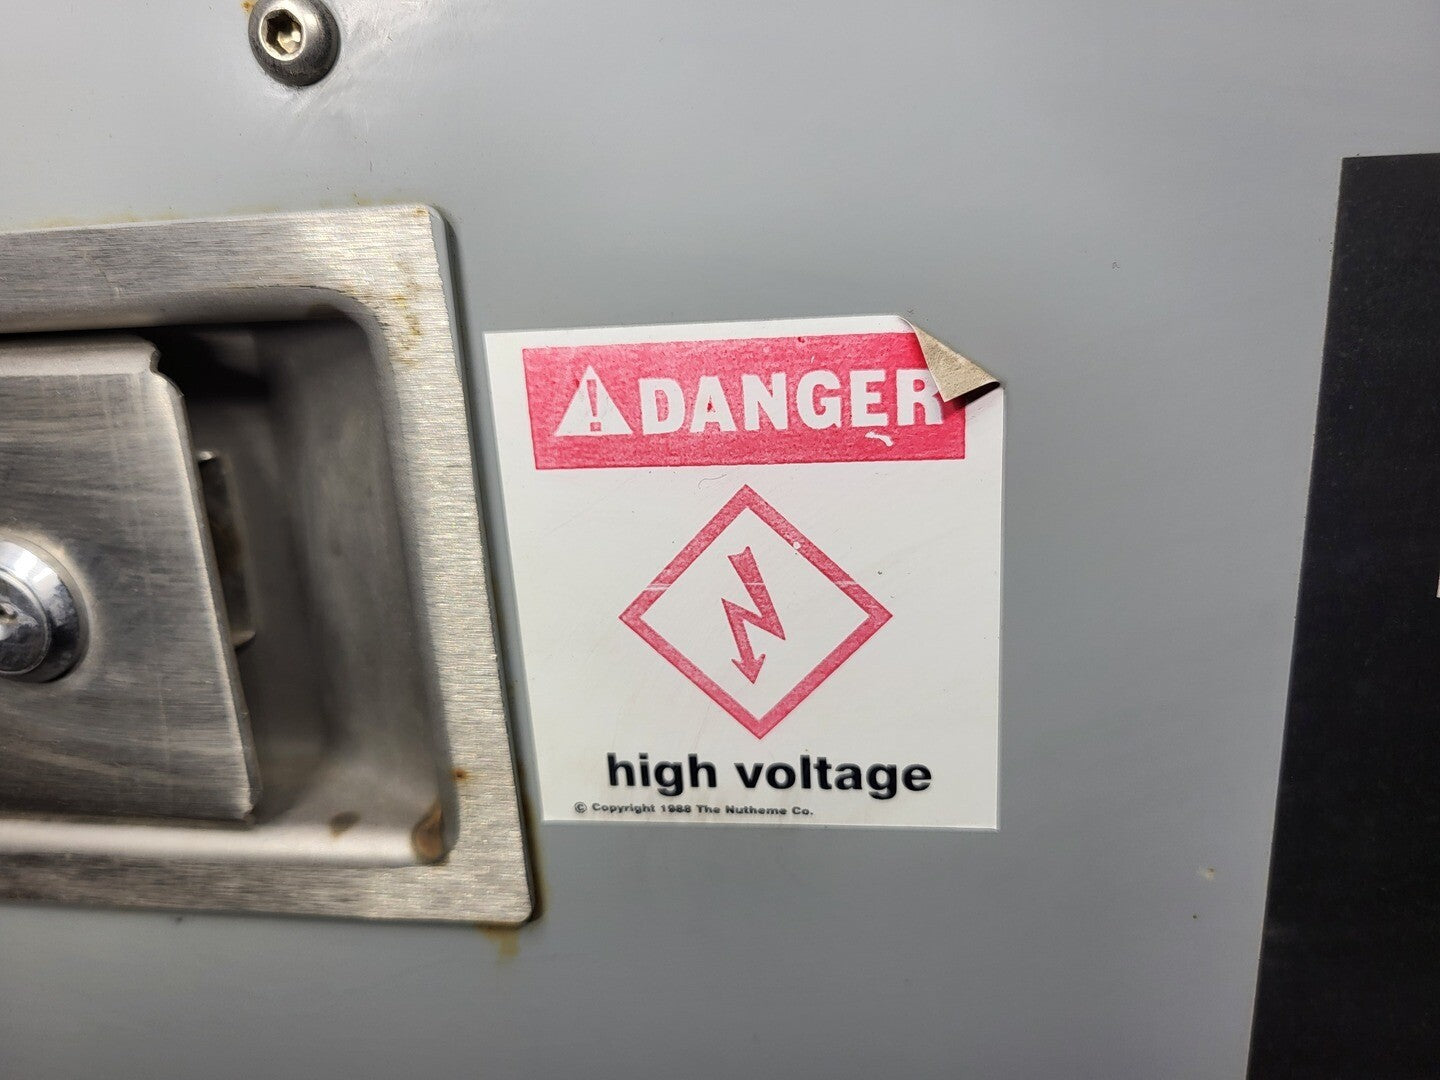 DANGER
high voltage
© Copyright 1988 The Nutheme Co.